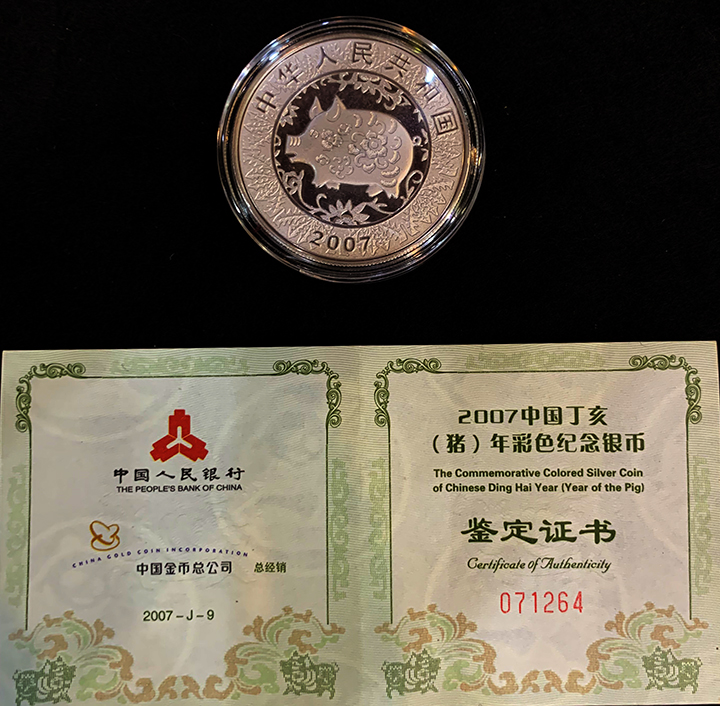 中华人民共和国
2007
中国人民银行
THE PEOPLE'S BANK OF CHINA
CHINA GOLD COIN INCORPORATION
中国金币总公司 总经销
2007-J-9
2007中国丁亥
（猪）年彩色纪念银币
The Commemorative Colored Silver Coin
of Chinese Ding Hai Year (Year of the Pig)
鉴定证书
Certificate of Authenticity
071264